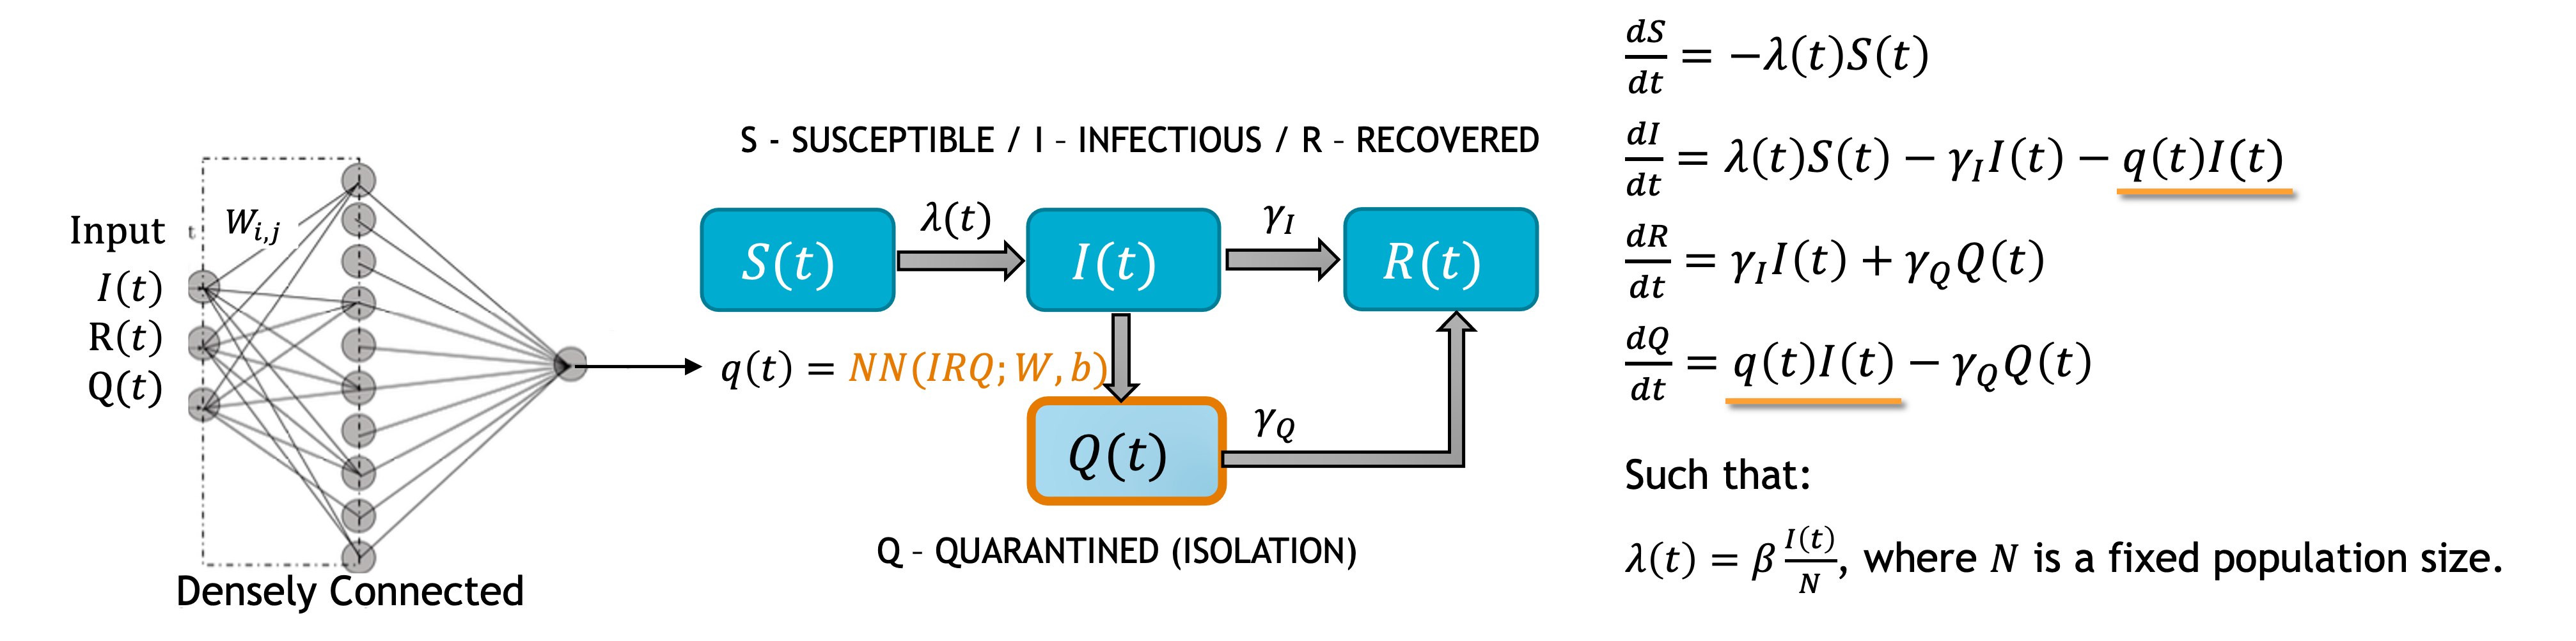 Input
t
W_{i,j}
I(t)
R(t)
Q(t)
Densely Connected
S - SUSCEPTIBLE / I – INFECTIOUS / R – RECOVERED
S(t)
λ(t)
I(t)
γ_I
R(t)
q(t) = NN(IRQ; W, b)
Q(t)
γ_Q
Q – QUARANTINED (ISOLATION)
dS/dt = −λ(t)S(t)
dI/dt = λ(t)S(t) − γ_I I(t) − q(t)I(t)
dR/dt = γ_I I(t) + γ_Q Q(t)
dQ/dt = q(t)I(t) − γ_Q Q(t)
Such that:
λ(t) = β I(t)/N, where N is a fixed population size.